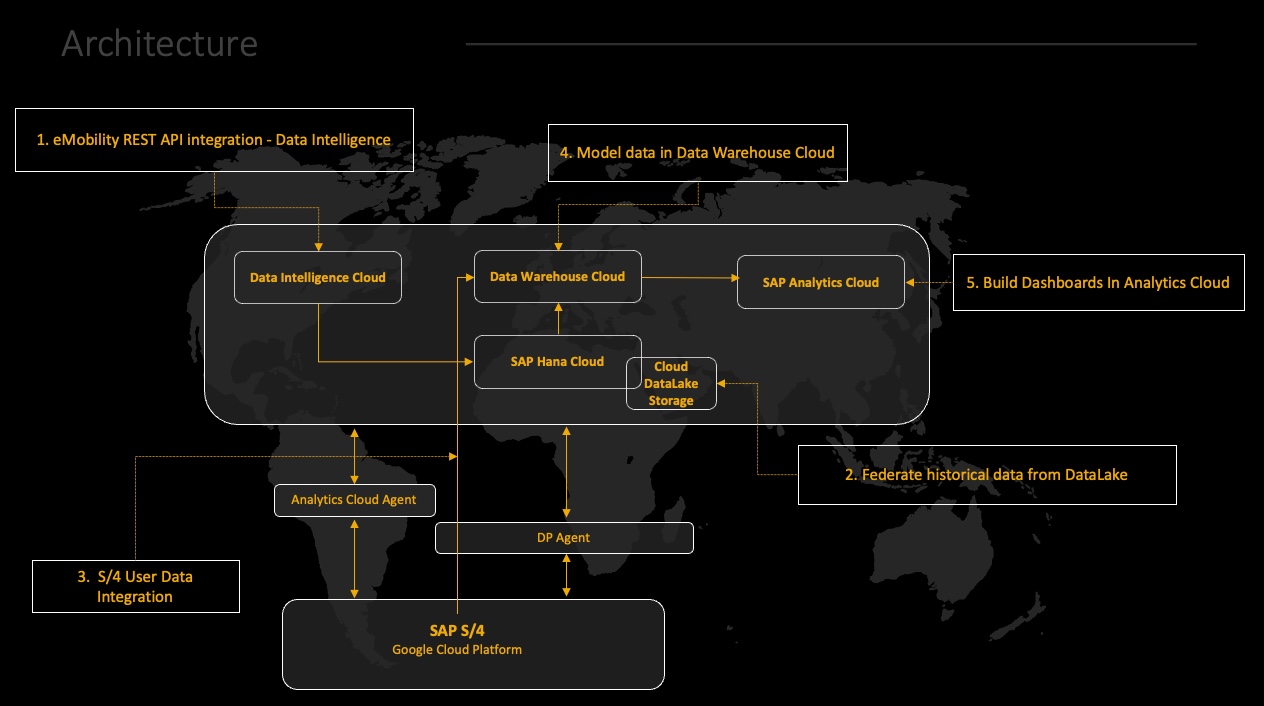 Architecture
1. eMobility REST API integration - Data Intelligence
4. Model data in Data Warehouse Cloud
Data Intelligence Cloud
Data Warehouse Cloud
SAP Analytics Cloud
5. Build Dashboards In Analytics Cloud
SAP Hana Cloud
Cloud
DataLake
Storage
2. Federate historical data from DataLake
Analytics Cloud Agent
DP Agent
3. S/4 User Data
Integration
SAP S/4
Google Cloud Platform